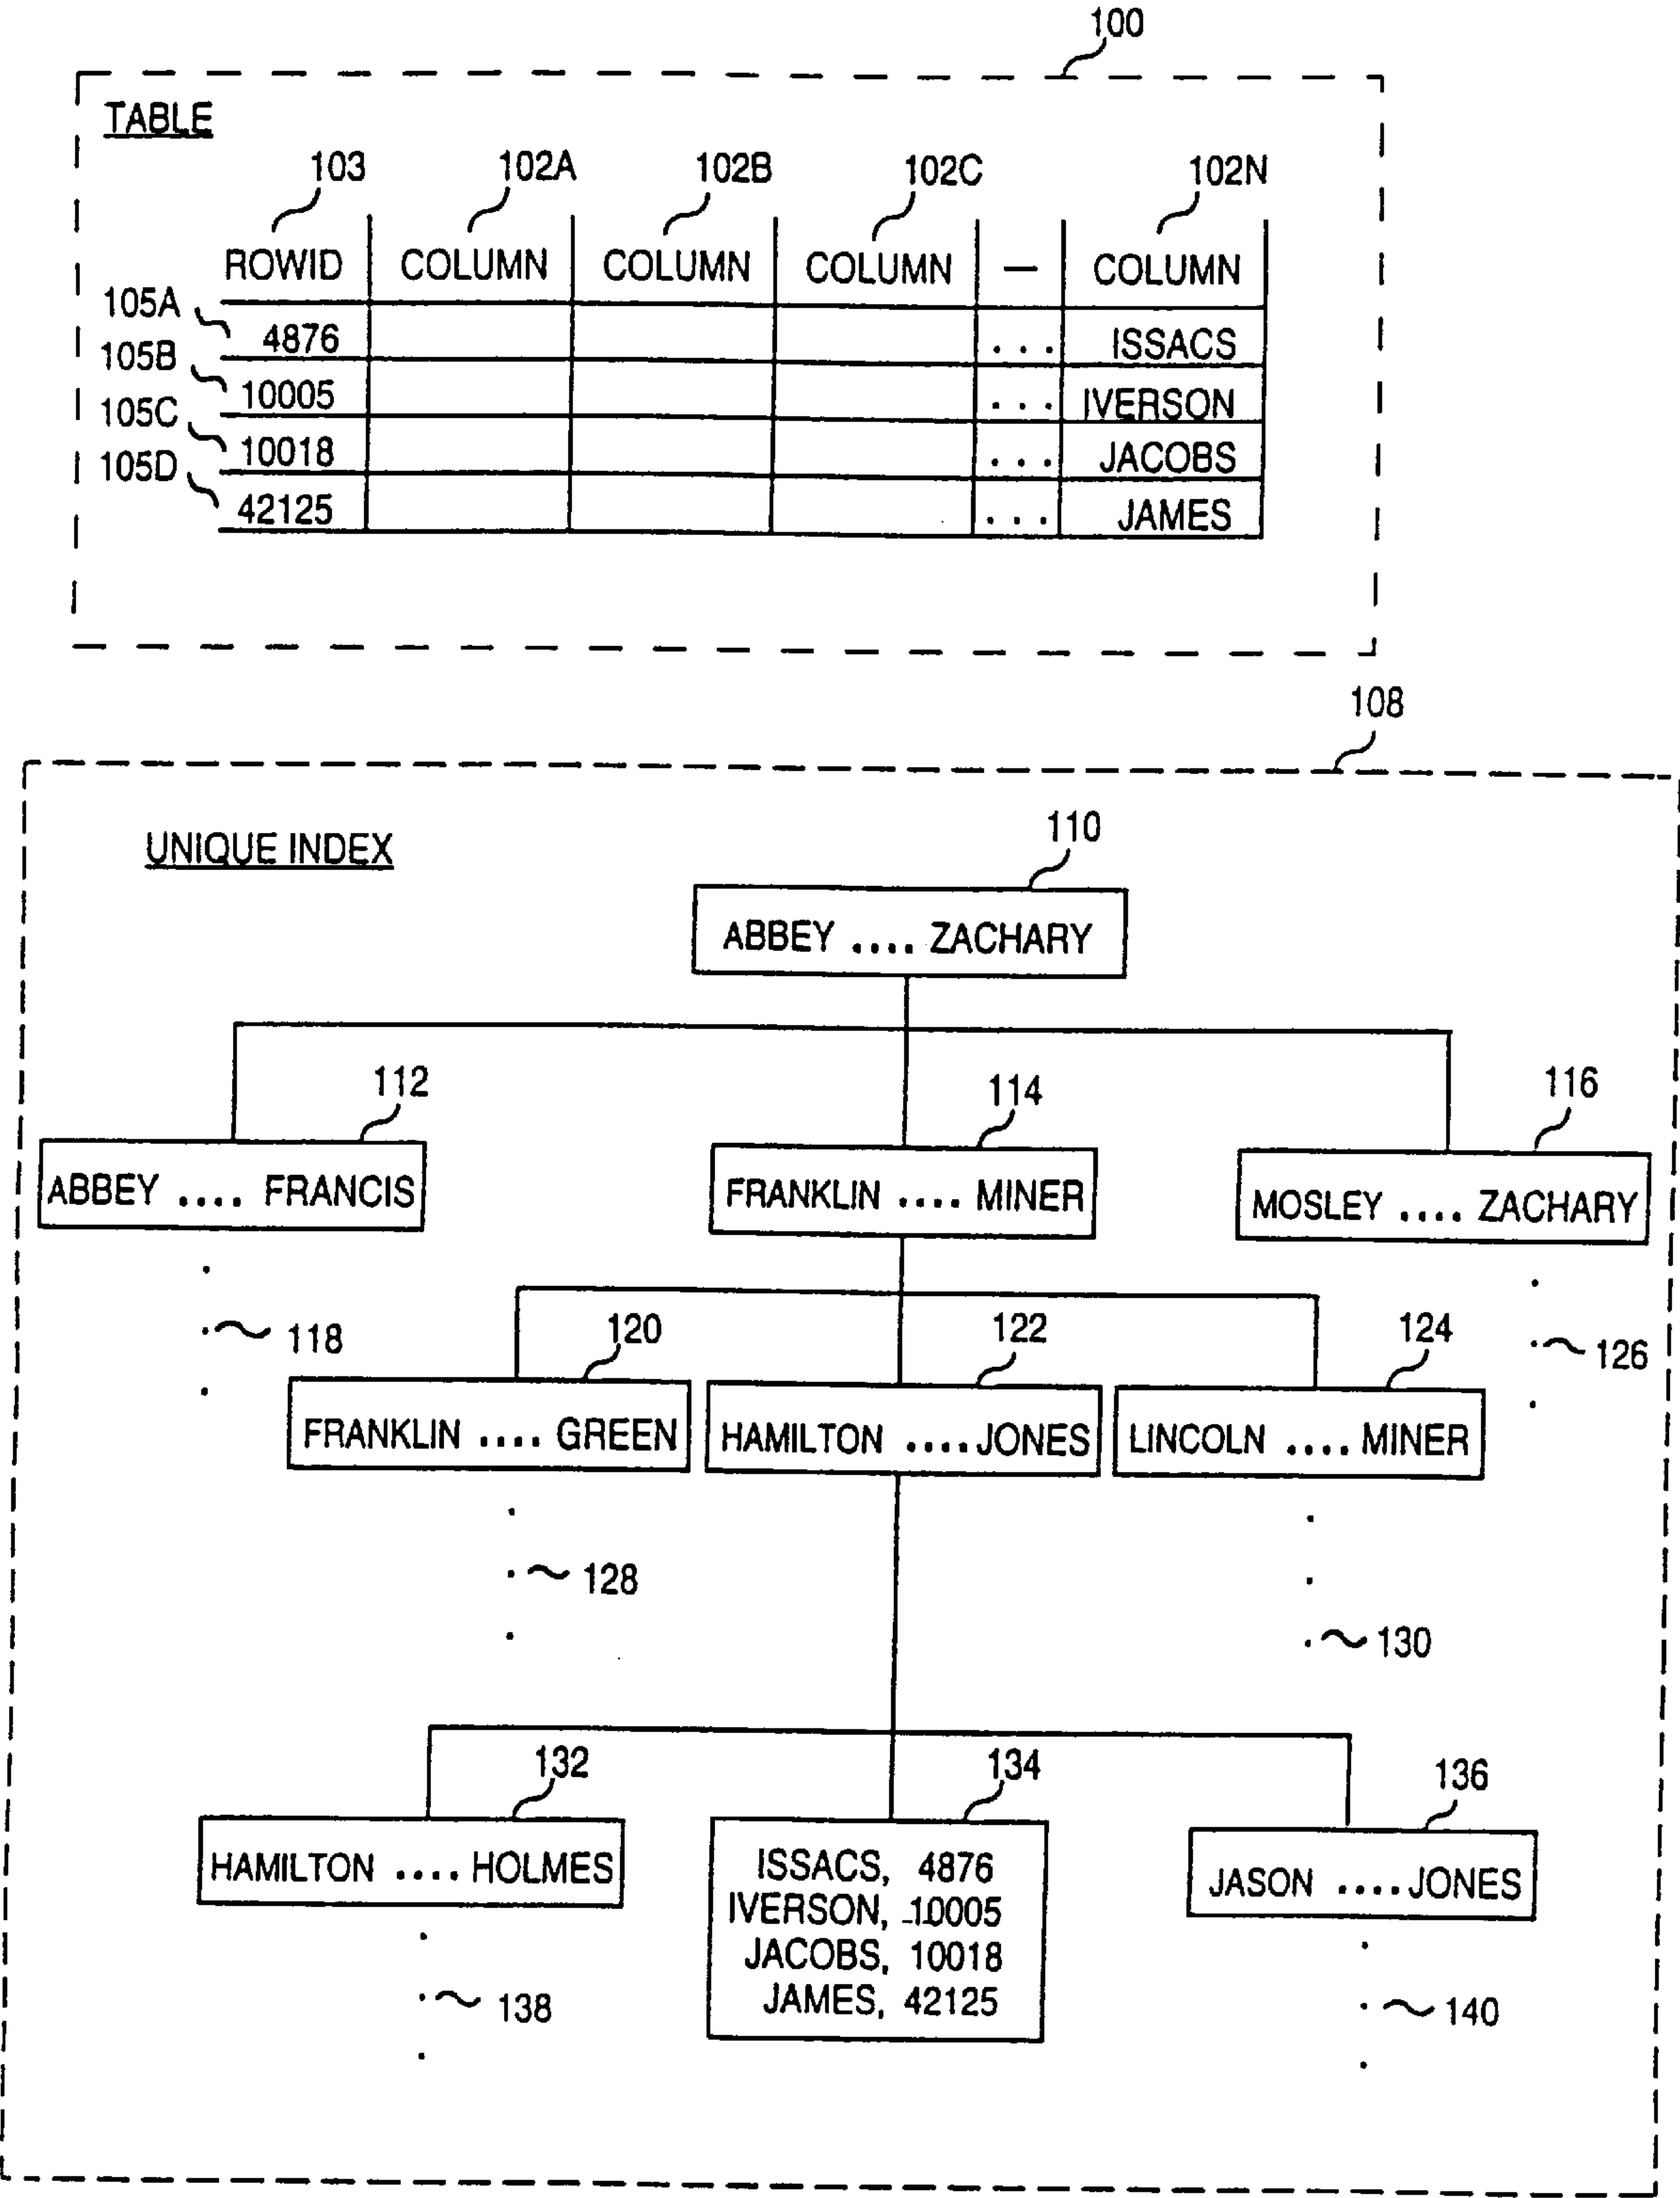 100
TABLE
103 102A 102B 102C 102N
ROWID COLUMN COLUMN COLUMN — COLUMN
105A 4876 ... ISSACS
105B 10005 ... IVERSON
105C 10018 ... JACOBS
105D 42125 ... JAMES
108
UNIQUE INDEX
110
ABBEY .... ZACHARY
112 114 116
ABBEY .... FRANCIS FRANKLIN .... MINER MOSLEY .... ZACHARY
118 120 122 124 126
FRANKLIN .... GREEN HAMILTON .... JONES LINCOLN .... MINER
128 130
132 134 136
HAMILTON .... HOLMES ISSACS, 4876 JASON .... JONES
IVERSON, 10005
JACOBS, 10018
JAMES, 42125
138 140